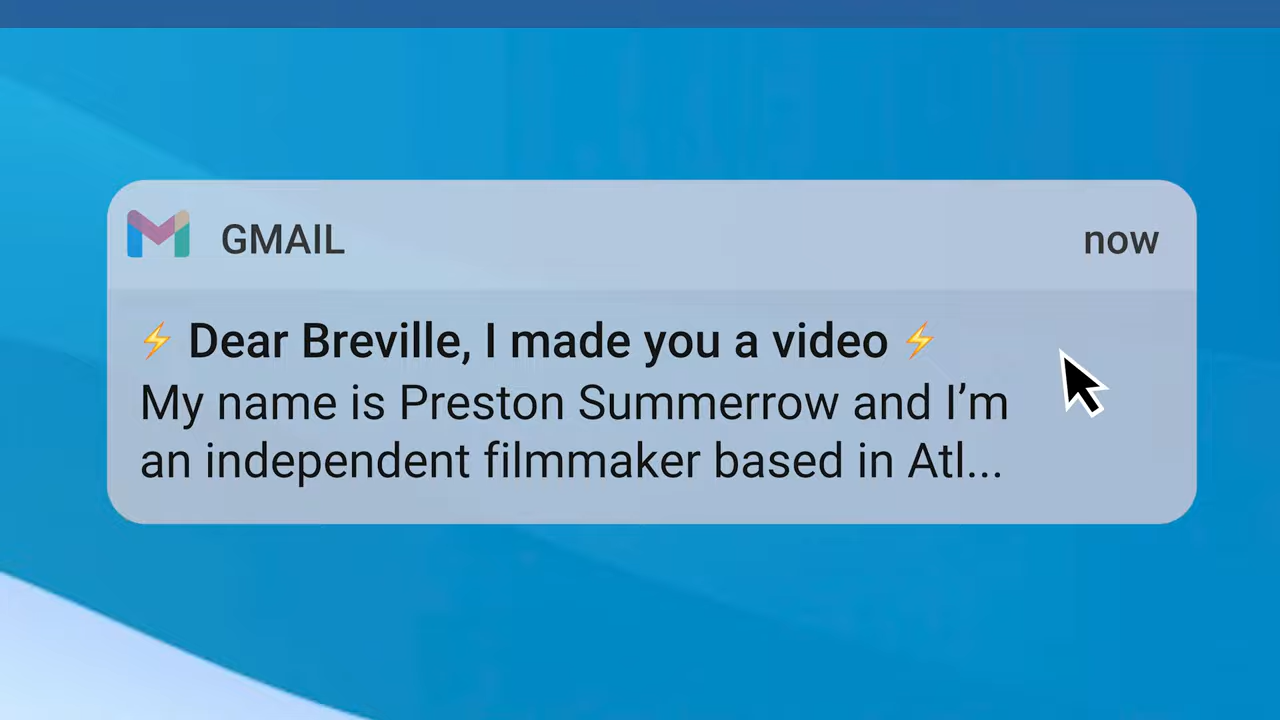 GMAIL now
⚡ Dear Breville, I made you a video ⚡
My name is Preston Summerrow and I’m
an independent filmmaker based in Atl...